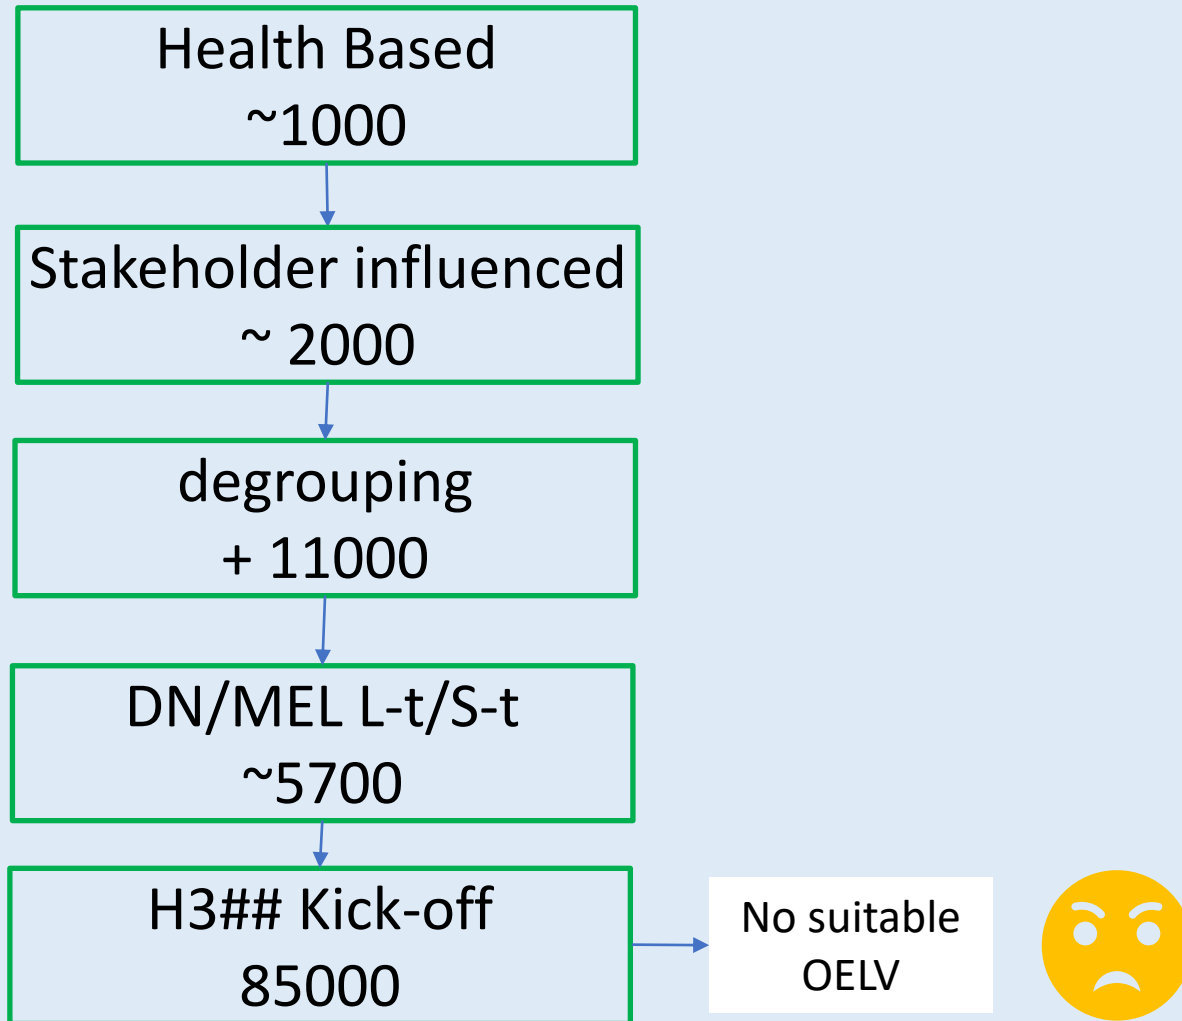 Health Based
~1000
Stakeholder influenced
~ 2000
degrouping
+ 11000
DN/MEL L-t/S-t
~5700
H3## Kick-off
85000
No suitable
OELV